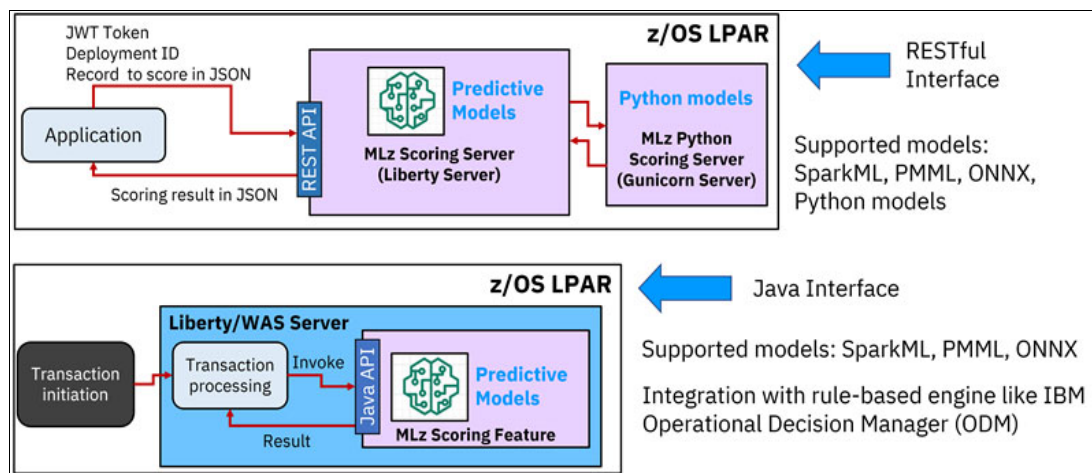 JWT Token
Deployment ID
Record to score in JSON
z/OS LPAR
Application
REST API
Predictive
Models
MLz Scoring Server
(Liberty Server)
Python models
MLz Python
Scoring Server
(Gunicorn Server)
Scoring result in JSON
RESTful
Interface
Supported models:
SparkML, PMML, ONNX,
Python models
z/OS LPAR
Liberty/WAS Server
Transaction
initiation
Transaction
processing
Invoke
Result
Java API
Predictive
Models
MLz Scoring Feature
Java Interface
Supported models: SparkML, PMML, ONNX
Integration with rule-based engine like IBM
Operational Decision Manager (ODM)